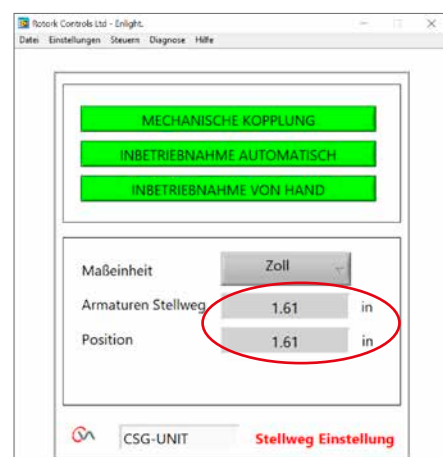 Rotork Controls Ltd - Enlight.
Datei Einstellungen Steuern Diagnose Hilfe
MECHANISCHE KOPPLUNG
INBETRIEBNAHME AUTOMATISCH
INBETRIEBNAHME VON HAND
Maßeinheit Zoll
Armaturen Stellweg 1.61 in
Position 1.61 in
CSG-UNIT Stellweg Einstellung